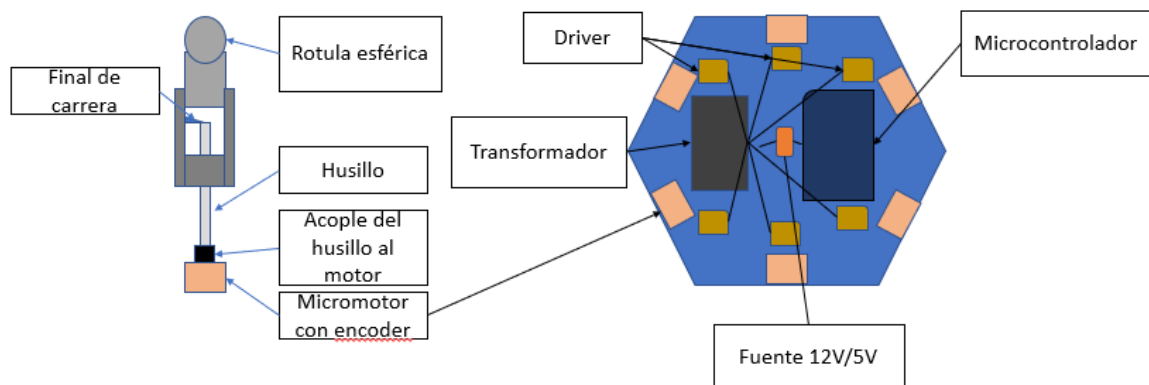 Rotula esférica
Final de
carrera
Husillo
Acople del
husillo al
motor
Micromotor
con encoder
Driver
Microcontrolador
Transformador
Fuente 12V/5V